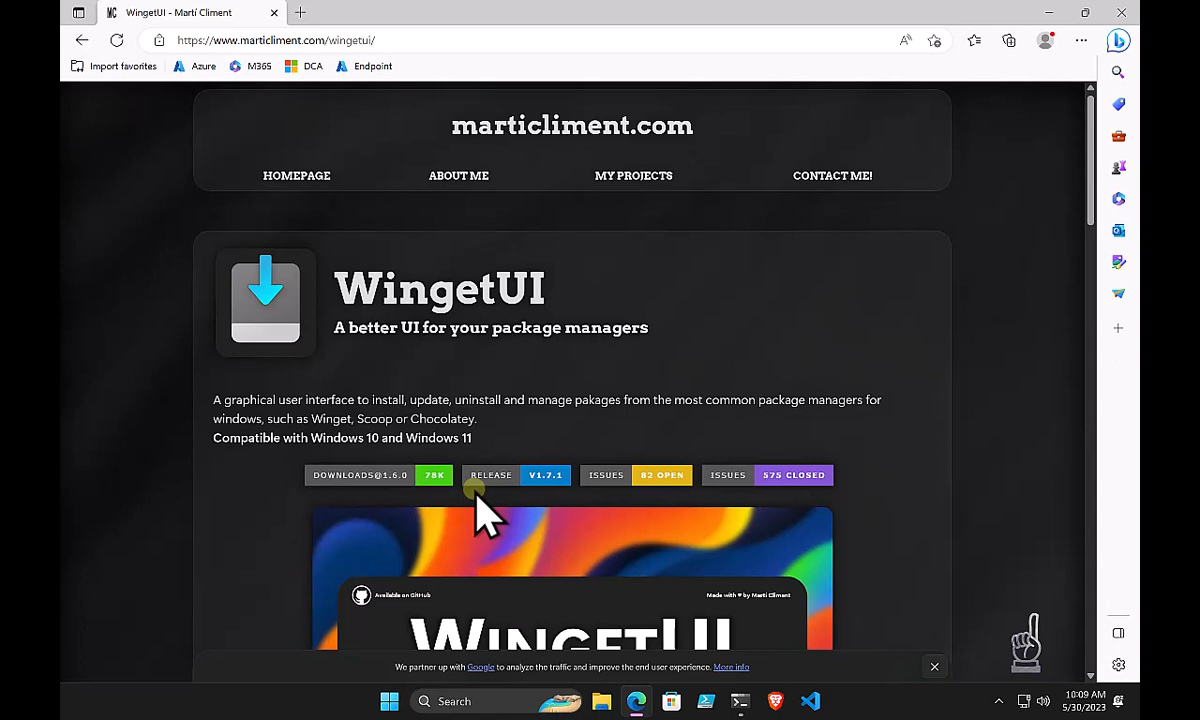 WingetUI - Martí Climent
https://www.marticliment.com/wingetui/
Import favorites
Azure
M365
DCA
Endpoint
marticliment.com
HOMEPAGE
ABOUT ME
MY PROJECTS
CONTACT ME!
WingetUI
A better UI for your package managers
A graphical user interface to install, update, uninstall and manage pakages from the most common package managers for
windows, such as Winget, Scoop or Chocolatey.
Compatible with Windows 10 and Windows 11
DOWNLOADS@1.6.0 78K
RELEASE V1.7.1
ISSUES 82 OPEN
ISSUES 575 CLOSED
Available on GitHub
Made with ♥ by Martí Climent
WINGETUI
We partner up with Google to analyze the traffic and improve the end user experience. More info
Search
10:09 AM
5/30/2023